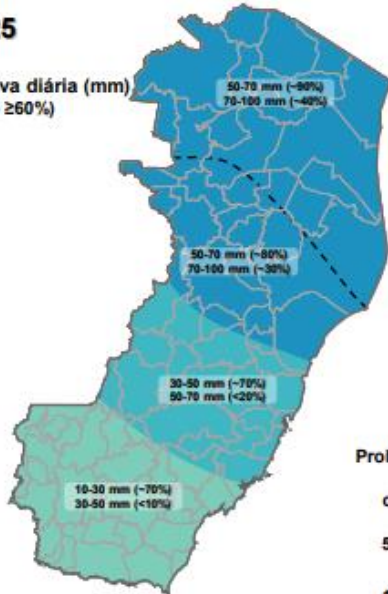 25
va diária (mm)
≥60%)
50-70 mm (~90%)
70-100 mm (~40%)
50-70 mm (~80%)
70-100 mm (~30%)
30-50 mm (~70%)
50-70 mm (<20%)
10-30 mm (~70%)
30-50 mm (<10%)
Prol
5